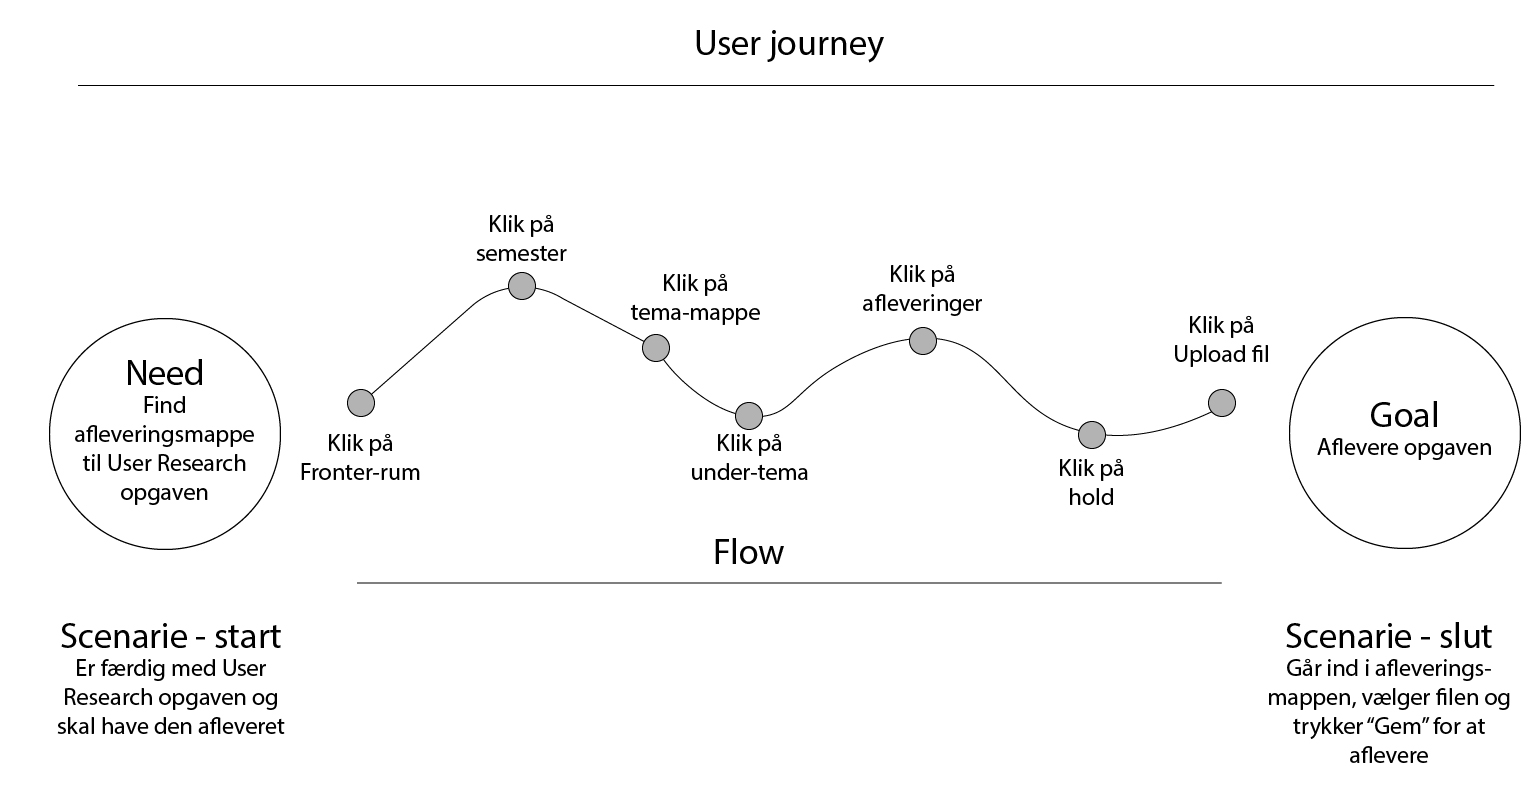 User journey
Klik på
semester
Klik på
tema-mappe
Klik på
afleveringer
Klik på
Upload fil
Need
Find
afleveringsmappe
til User Research
opgaven
Klik på
Fronter-rum
Klik på
under-tema
Klik på
hold
Goal
Aflevere opgaven
Flow
Scenarie - start
Er færdig med User
Research opgaven og
skal have den afleveret
Scenarie - slut
Går ind i afleverings-
mappen, vælger filen og
trykker “Gem” for at
aflevere